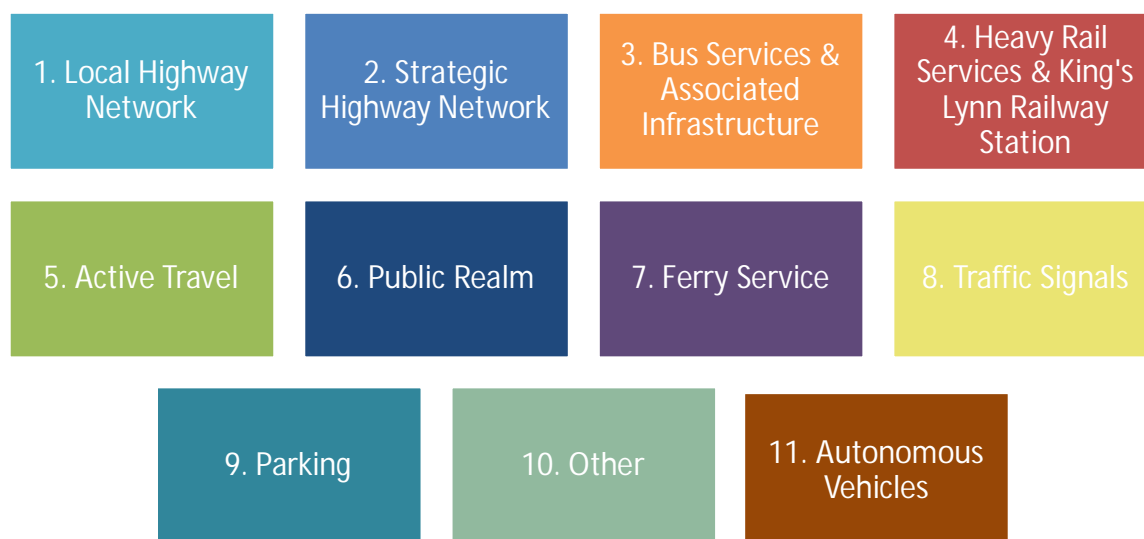 1. Local Highway
Network
2. Strategic
Highway Network
3. Bus Services &
Associated
Infrastructure
4. Heavy Rail
Services & King's
Lynn Railway
Station
5. Active Travel
6. Public Realm
7. Ferry Service
8. Traffic Signals
9. Parking
10. Other
11. Autonomous
Vehicles